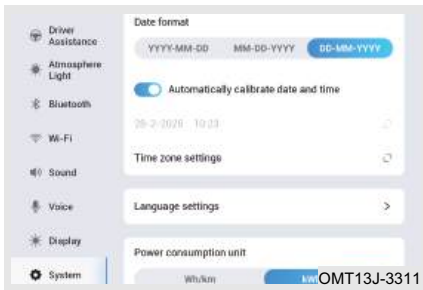 Driver
Assistance
Atmosphere
Light
Bluetooth
Wi-Fi
Sound
Voice
Display
System
Date format
YYYY-MM-DD MM-DD-YYYY DD-MM-YYYY
Automatically calibrate date and time
10:23
Time zone settings
Language settings
Power consumption unit
Wh/km
OMT13J-3311